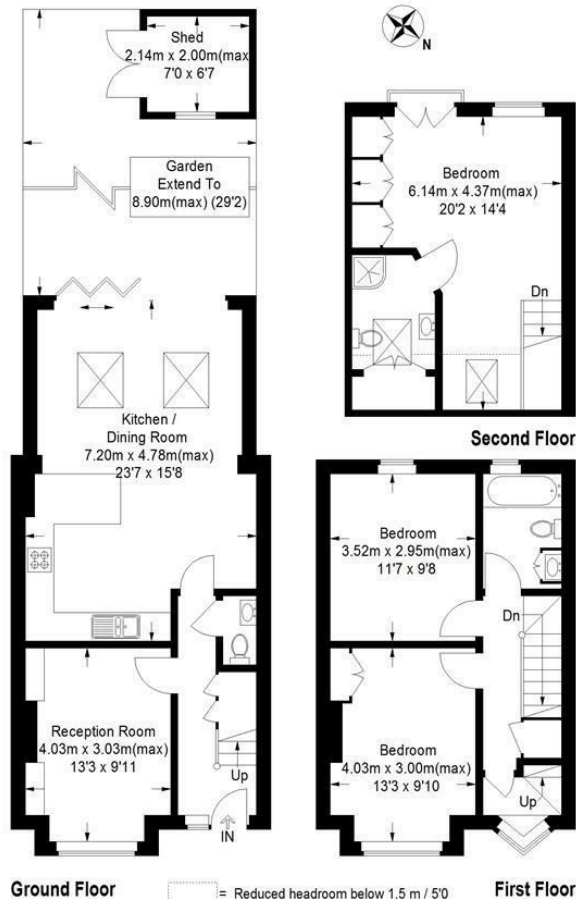 Shed
2.14m x 2.00m(max
7'0 x 6'7
N
Garden
Extend To
8.90m(max) (29'2)
Bedroom
6.14m x 4.37m(max)
20'2 x 14'4
Dn
Second Floor
Kitchen /
Dining Room
7.20m x 4.78m(max)
23'7 x 15'8
Bedroom
3.52m x 2.95m(max)
11'7 x 9'8
Dn
Reception Room
4.03m x 3.03m(max)
13'3 x 9'11
Up
IN
Bedroom
4.03m x 3.00m(max)
13'3 x 9'10
Up
Ground Floor
= Reduced headroom below 1.5 m / 5'0
First Floor